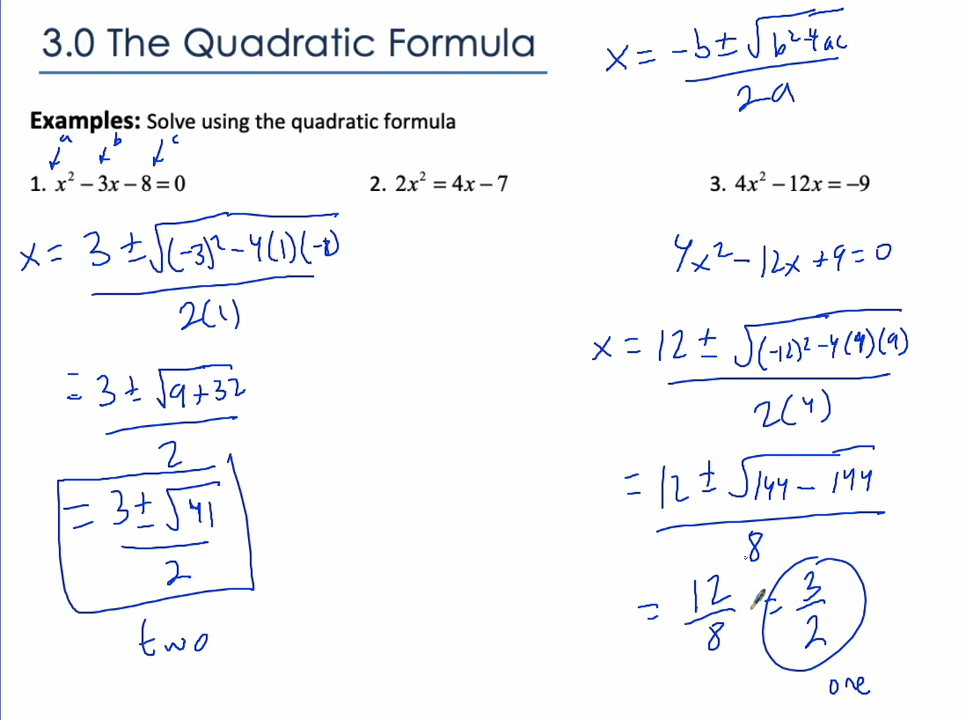 3.0 The Quadratic Formula
x = -b ± √(b² - 4ac) / 2a
Examples: Solve using the quadratic formula
a b c
1. x² − 3x − 8 = 0
2. 2x² = 4x − 7
3. 4x² − 12x = −9
x = 3 ± √((-3)² - 4(1)(-8)) / 2(1)
= 3 ± √(9 + 32) / 2
= 3 ± √41 / 2
two
4x² - 12x + 9 = 0
x = 12 ± √((-12)² - 4(4)(9)) / 2(4)
= 12 ± √(144 - 144) / 8
= 12/8 = 3/2
one